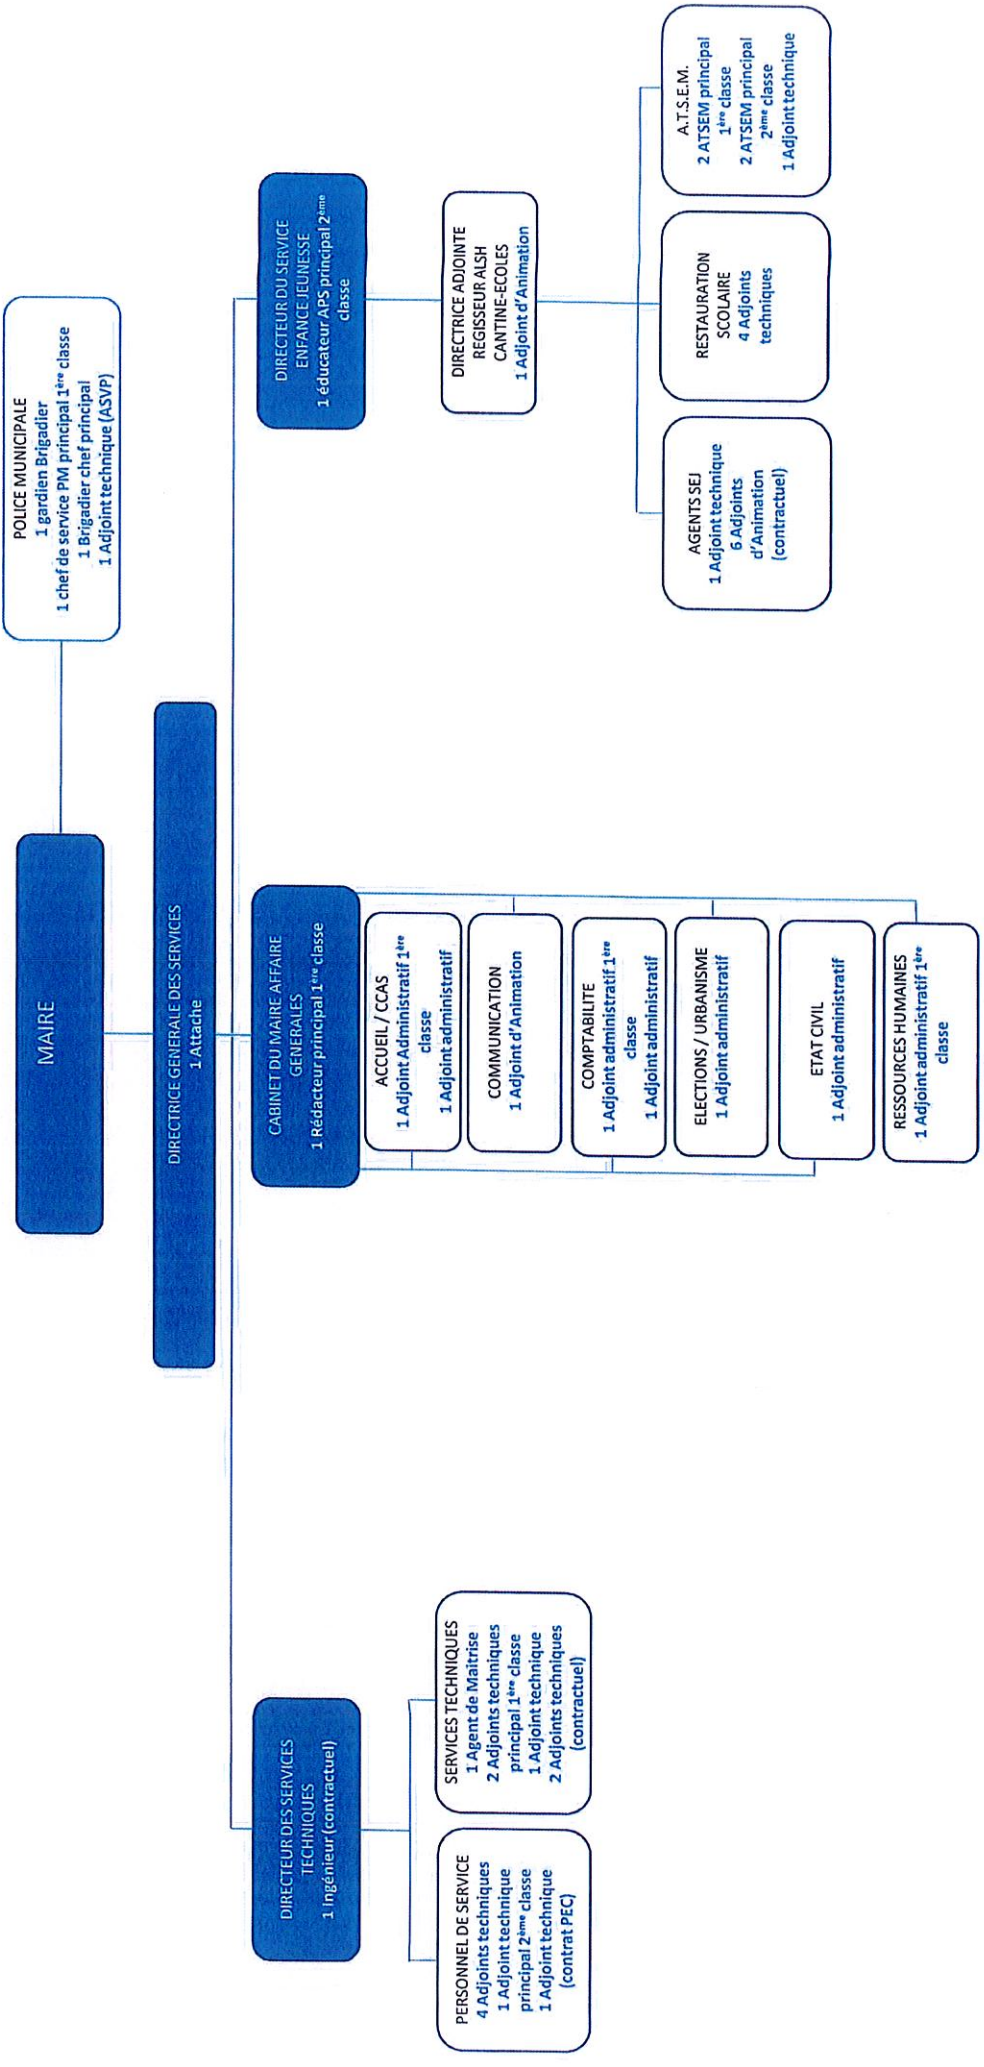 POLICE MUNICIPALE
1 gardien Brigadier
1 chef de service PM principal 1ère classe
1 Brigadier chef principal
1 Adjoint technique (ASVP)
MAIRE
DIRECTRICE GENERALE DES SERVICES
1 Attache
DIRECTEUR DES SERVICES
TECHNIQUES
1 Ingénieur (contractuel)
CABINET DU MAIRE AFFAIRE
GENERALES
1 Rédacteur principal 1ère classe
DIRECTEUR DU SERVICE
ENFANCE JEUNESSE
1 éducateur APS principal 2ème
classe
PERSONNEL DE SERVICE
4 Adjoints techniques
1 Adjoint technique
principal 2ème classe
1 Adjoint technique
(contrat PEC)
SERVICES TECHNIQUES
1 Agent de Maitrise
2 Adjoints techniques
principal 1ère classe
1 Adjoint technique
2 Adjoints techniques
(contractuel)
ACCUEIL / CCAS
1 Adjoint Administratif 1ère
classe
1 Adjoint administratif
COMMUNICATION
1 Adjoint d'Animation
COMPTABILITE
1 Adjoint administratif 1ère
classe
1 Adjoint administratif
ELECTIONS / URBANISME
1 Adjoint administratif
ETAT CIVIL
1 Adjoint administratif
RESSOURCES HUMAINES
1 Adjoint administratif 1ère
classe
DIRECTRICE ADJOINTE
REGISSEUR ALSH
CANTINE-ECOLES
1 Adjoint d'Animation
AGENTS SEJ
1 Adjoint technique
6 Adjoints
d'Animation
(contractuel)
RESTAURATION
SCOLAIRE
4 Adjoints
techniques
A.T.S.E.M.
2 ATSEM principal
1ère classe
2 ATSEM principal
2ème classe
1 Adjoint technique